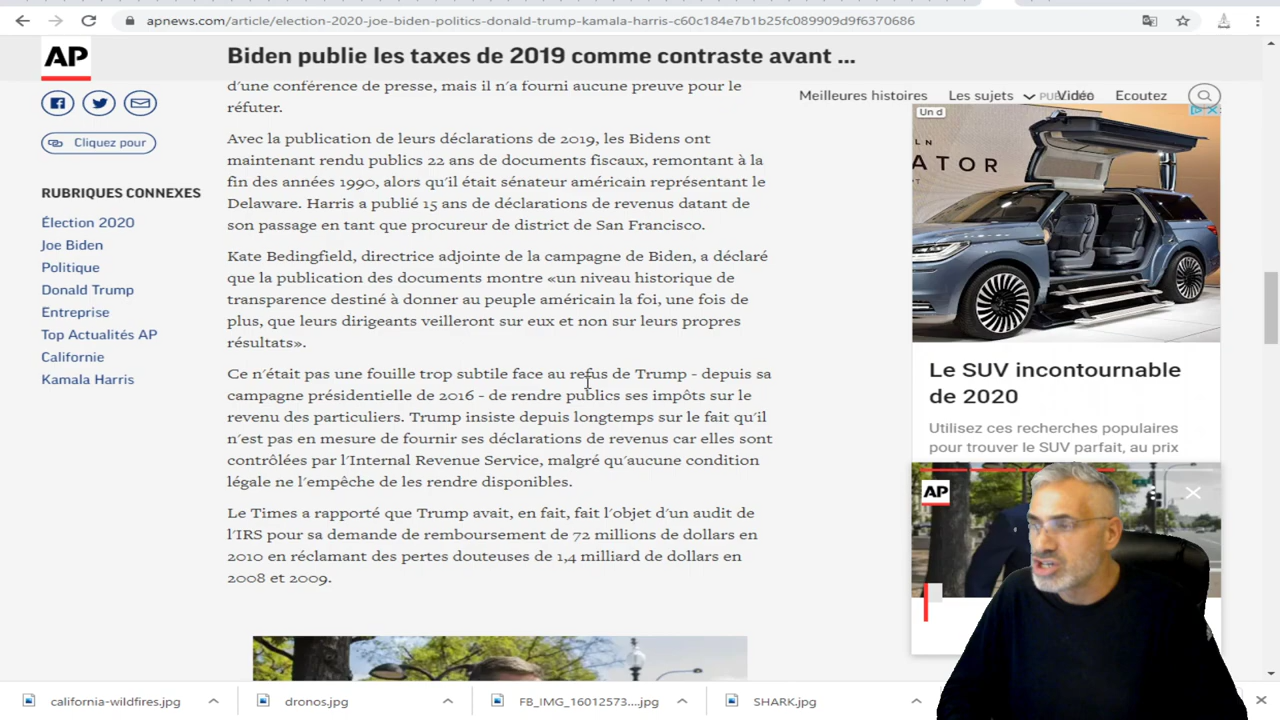 apnews.com/article/election-2020-joe-biden-politics-donald-trump-kamala-harris-c60c184e7b1b25fc089909d9f6370686
AP
Biden publie les taxes de 2019 comme contraste avant ...
Meilleures histoires
Les sujets
Vidéo
Ecoutez
Cliquez pour
RUBRIQUES CONNEXES
Élection 2020
Joe Biden
Politique
Donald Trump
Entreprise
Top Actualités AP
Californie
Kamala Harris
d'une conférence de presse, mais il n'a fourni aucune preuve pour le
réfuter.
Avec la publication de leurs déclarations de 2019, les Bidens ont
maintenant rendu publics 22 ans de documents fiscaux, remontant à la
fin des années 1990, alors qu'il était sénateur américain représentant le
Delaware. Harris a publié 15 ans de déclarations de revenus datant de
son passage en tant que procureur de district de San Francisco.
Kate Bedingfield, directrice adjointe de la campagne de Biden, a déclaré
que la publication des documents montre «un niveau historique de
transparence destiné à donner au peuple américain la foi, une fois de
plus, que leurs dirigeants veilleront sur eux et non sur leurs propres
résultats».
Ce n'était pas une fouille trop subtile face au refus de Trump - depuis sa
campagne présidentielle de 2016 - de rendre publics ses impôts sur le
revenu des particuliers. Trump insiste depuis longtemps sur le fait qu'il
n'est pas en mesure de fournir ses déclarations de revenus car elles sont
contrôlées par l'Internal Revenue Service, malgré qu'aucune condition
légale ne l'empêche de les rendre disponibles.
Le Times a rapporté que Trump avait, en fait, fait l'objet d'un audit de
l'IRS pour sa demande de remboursement de 72 millions de dollars en
2010 en réclamant des pertes douteuses de 1,4 milliard de dollars en
2008 et 2009.
Un d
LN
ATOR
Le SUV incontournable
de 2020
Utilisez ces recherches populaires
pour trouver le SUV parfait, au prix
AP
california-wildfires.jpg
dronos.jpg
FB_IMG_16012573....jpg
SHARK.jpg